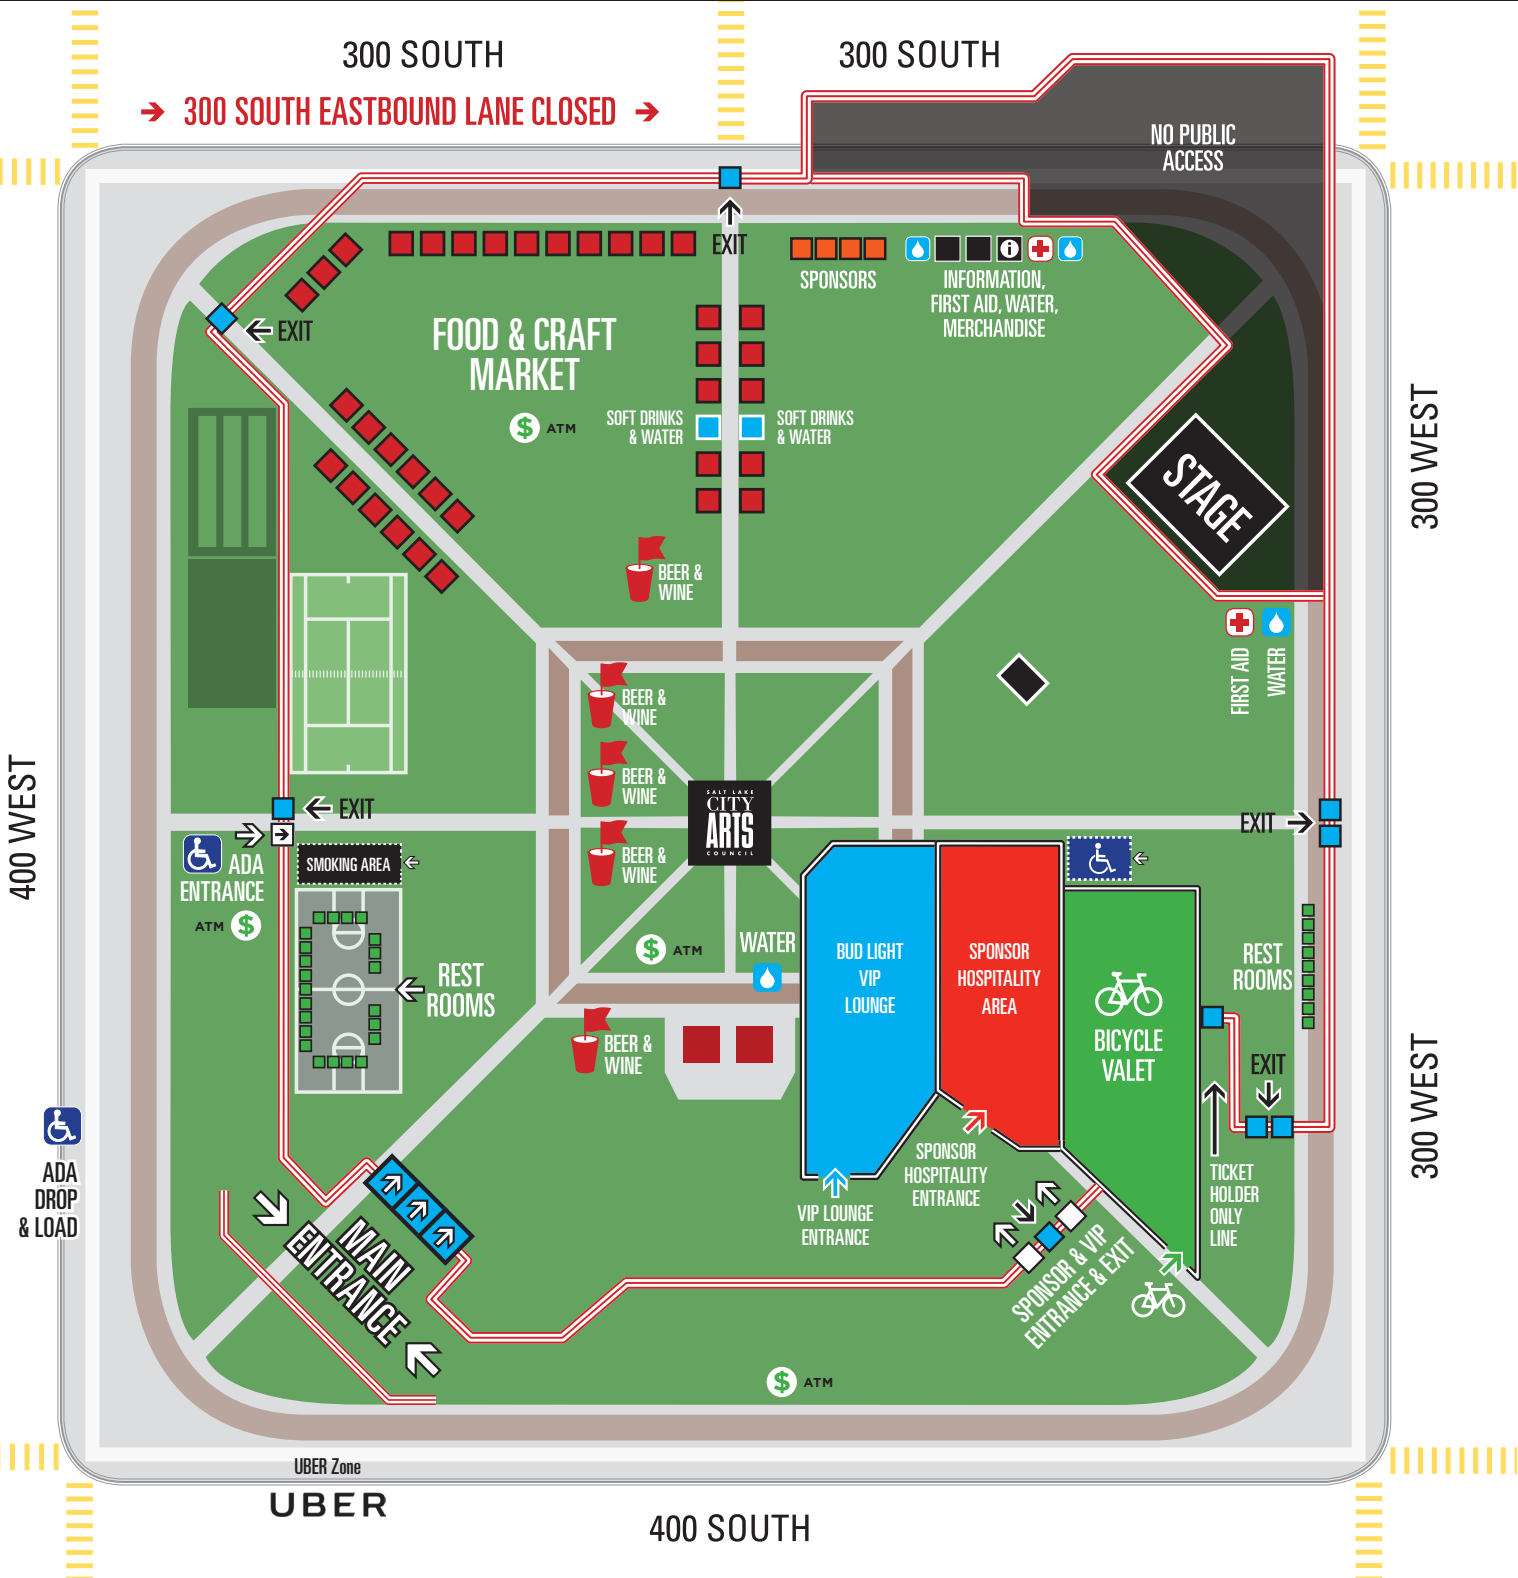 300 SOUTH
300 SOUTH
300 SOUTH EASTBOUND LANE CLOSED
NO PUBLIC
ACCESS
EXIT
SPONSORS
INFORMATION,
FIRST AID, WATER,
MERCHANDISE
EXIT
FOOD & CRAFT
MARKET
$ ATM
SOFT DRINKS
& WATER
SOFT DRINKS
& WATER
300 WEST
STAGE
BEER &
WINE
FIRST AID
WATER
BEER &
WINE
BEER &
WINE
BEER &
WINE
SALT LAKE
CITY
ARTS
COUNCIL
400 WEST
EXIT
EXIT
ADA
ENTRANCE
SMOKING AREA
ATM $
REST
ROOMS
$ ATM
WATER
BUD LIGHT
VIP
LOUNGE
SPONSOR
HOSPITALITY
AREA
BICYCLE
VALET
REST
ROOMS
BEER &
WINE
EXIT
300 WEST
ADA
DROP
& LOAD
SPONSOR
HOSPITALITY
ENTRANCE
VIP LOUNGE
ENTRANCE
TICKET
HOLDER
ONLY
LINE
MAIN
ENTRANCE
SPONSOR & VIP
ENTRANCE & EXIT
$ ATM
UBER Zone
UBER
400 SOUTH